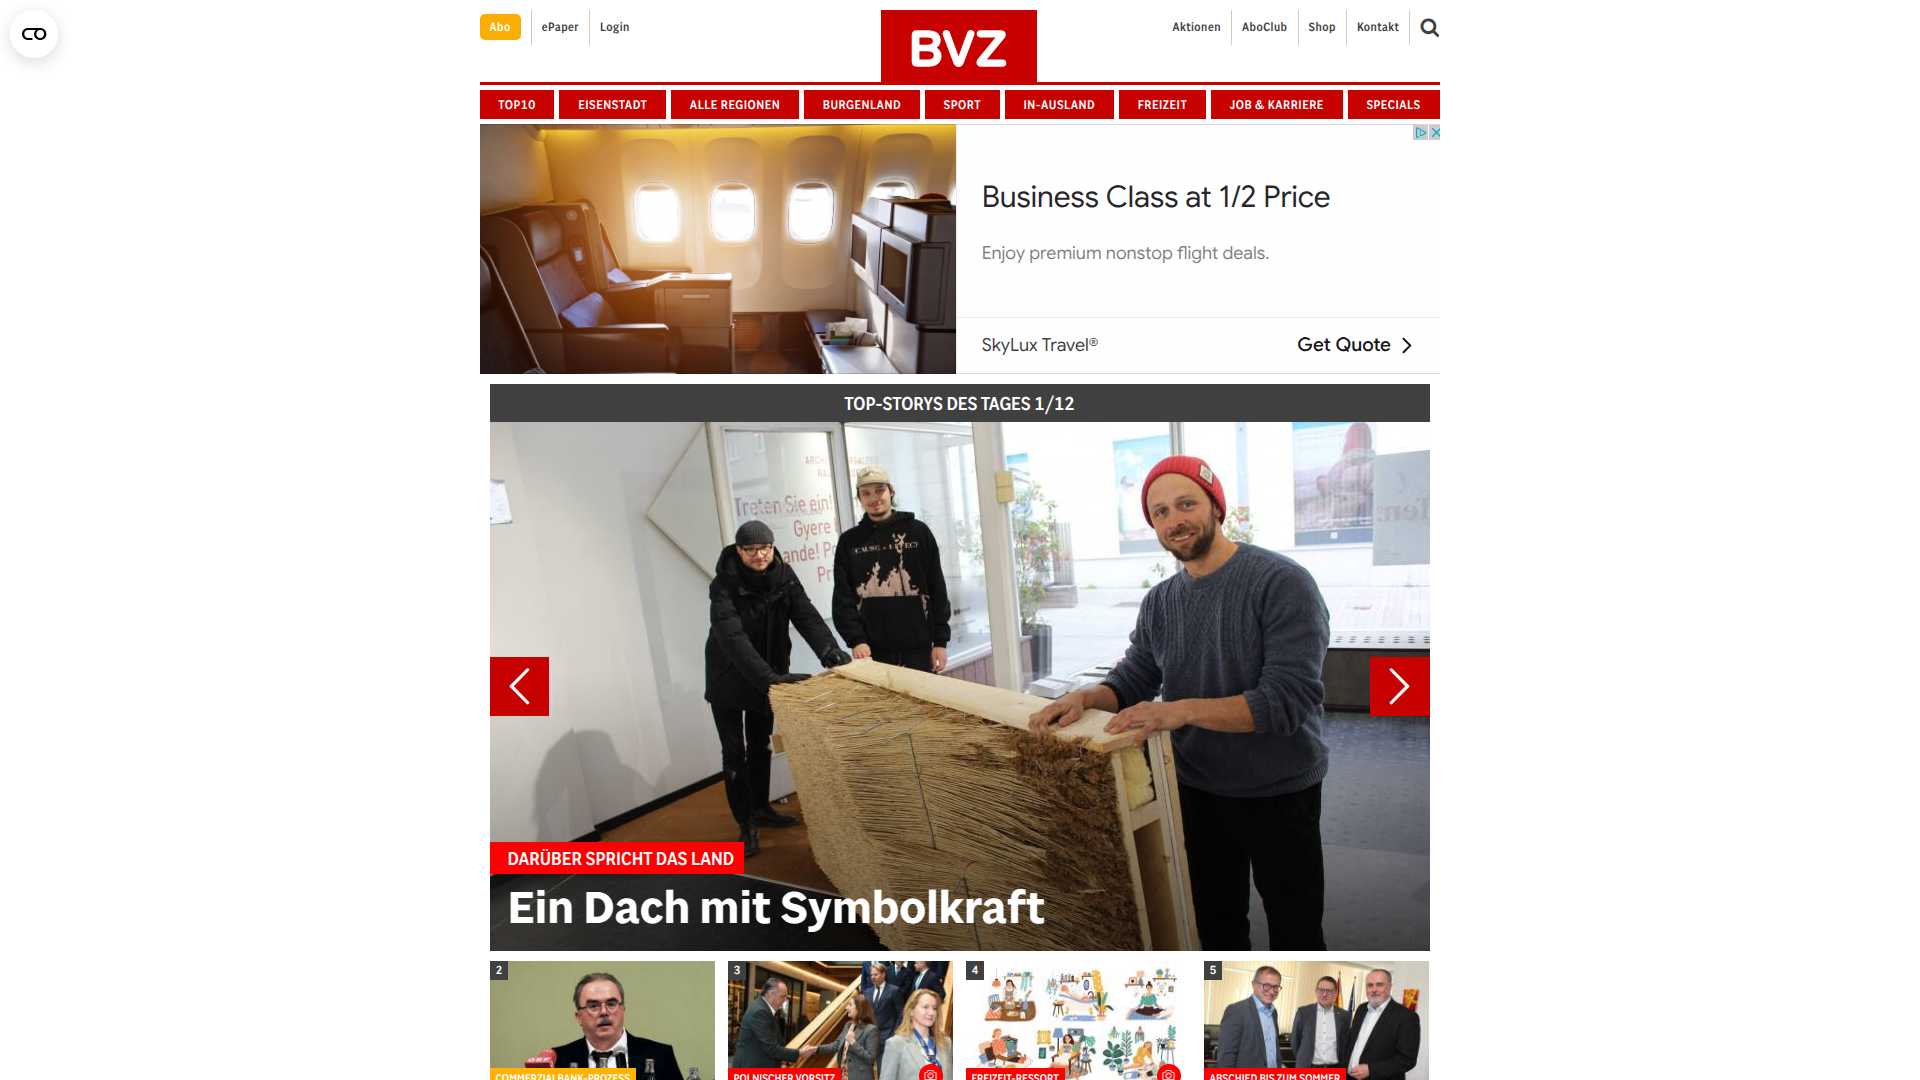 Abo
ePaper
Login
BVZ
Aktionen
AboClub
Shop
Kontakt
TOP10
EISENSTADT
ALLE REGIONEN
BURGENLAND
SPORT
IN-AUSLAND
FREIZEIT
JOB & KARRIERE
SPECIALS
Business Class at 1/2 Price
Enjoy premium nonstop flight deals.
SkyLux Travel®
Get Quote
TOP-STORYS DES TAGES 1/12
Treten Sie ein!
Gyere
CAUSE EFFECT
DARÜBER SPRICHT DAS LAND
Ein Dach mit Symbolkraft
2
3
4
5
ORF
COMMERZIALBANK-PROZESS
POLNISCHER VORSITZ
FREIZEIT-RESSORT
ABSCHIED BIS ZUM SOMMER